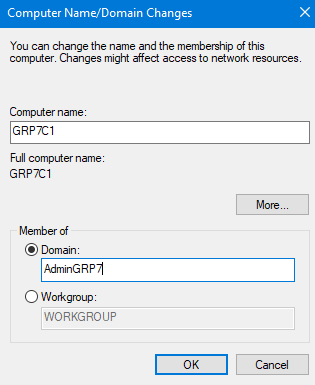 Computer Name/Domain Changes
You can change the name and the membership of this
computer. Changes might affect access to network resources.
Computer name:
GRP7C1
Full computer name:
GRP7C1
More...
Member of
Domain:
AdminGRP7
Workgroup:
WORKGROUP
OK Cancel